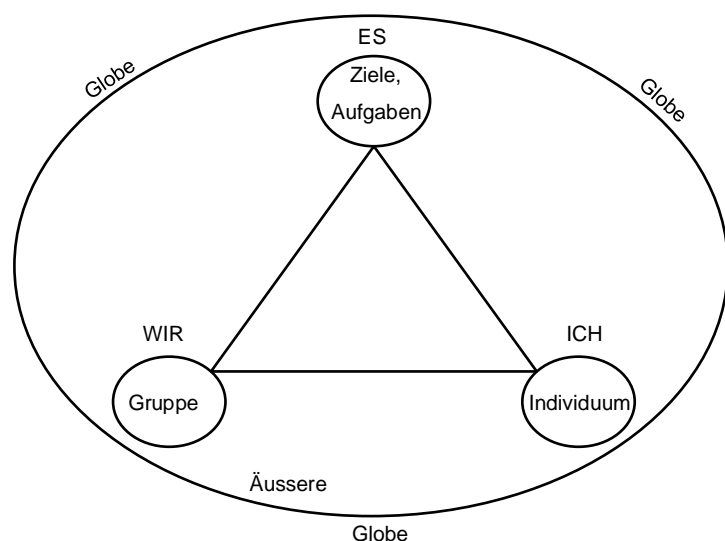 ES
Globe
Ziele,
Aufgaben
Globe
WIR
ICH
Gruppe
Individuum
Äussere
Globe